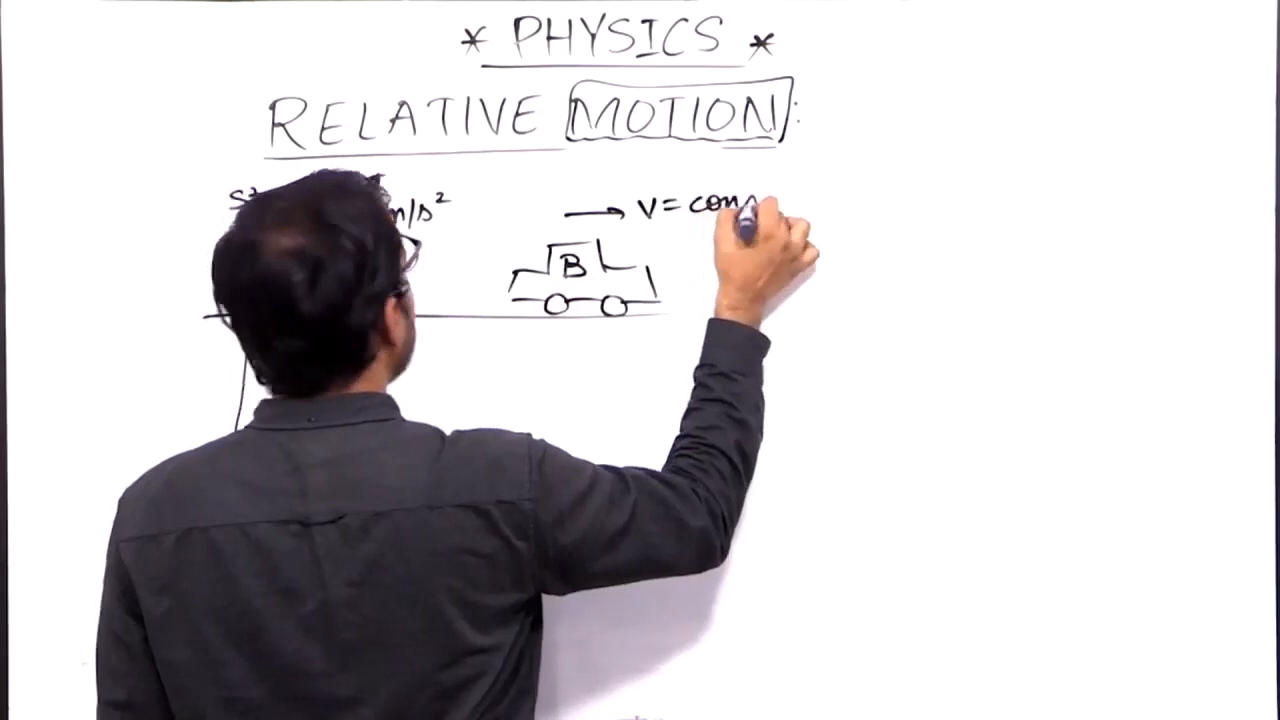 * PHYSICS *
RELATIVE MOTION:
m/s² → V = con
B